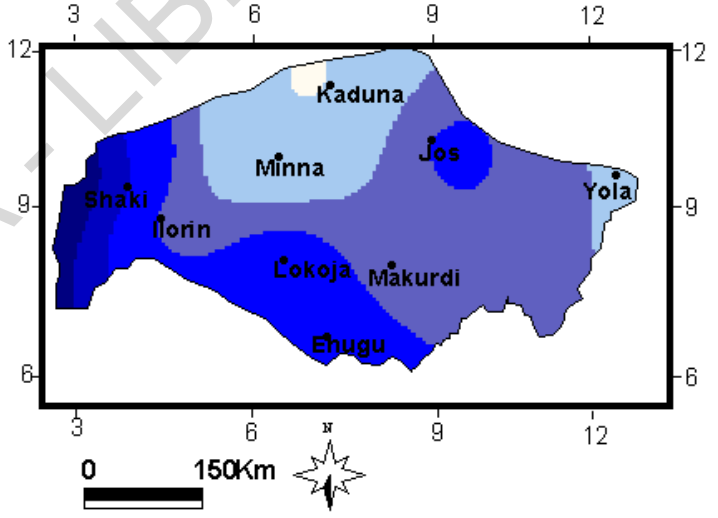 3 6 9 12
12 12
Kaduna
Jos
Minna
Yola
Shaki
9 9
Ilorin
Lokoja
Makurdi
Enugu
6 6
3 6 9 12
N
0 150Km